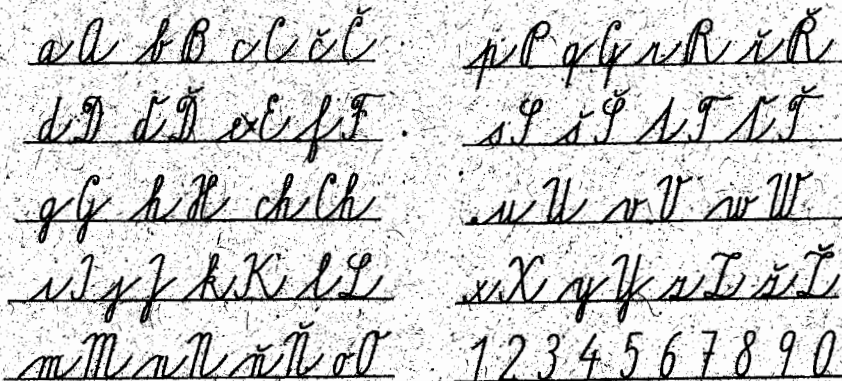 a A b B c C č Č
d D ď Ď e E f F
g G h H ch Ch
i I j J k K l L
m M n N ň Ň o O
p P q Q r R ř Ř
s S š Š t T ť Ť
u U v V w W
x X y Y z Z ž Ž
1 2 3 4 5 6 7 8 9 0